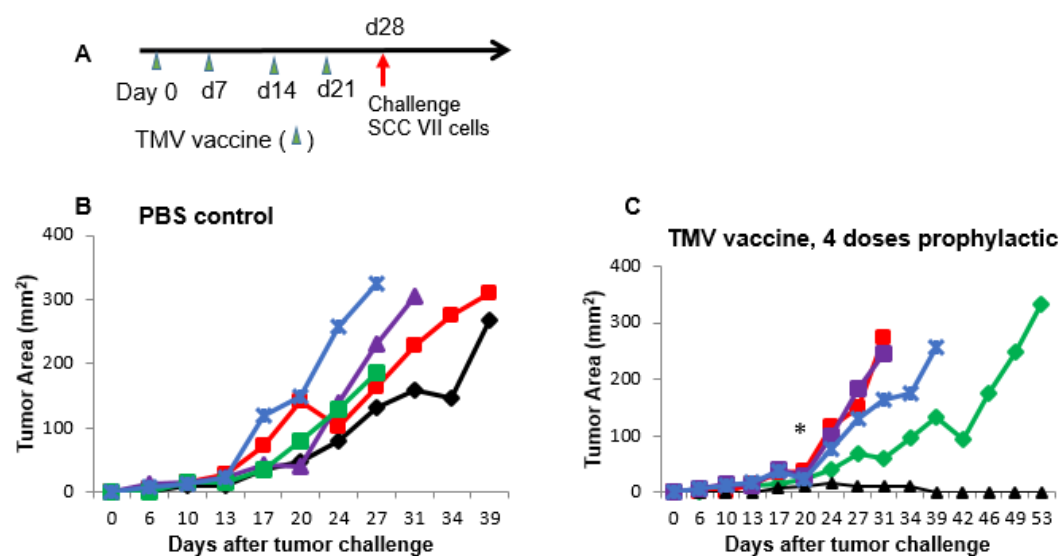 A
d28
Day 0 d7 d14 d21
Challenge
SCC VII cells
TMV vaccine ( )
B PBS control
400
300
200
100
0
Tumor Area (mm²)
0 6 10 13 17 20 24 27 31 34 39
Days after tumor challenge
C
TMV vaccine, 4 doses prophylactic
400
300
200
100
0
Tumor Area (mm²)
*
0 6 10 13 17 20 24 27 31 34 39 42 46 49 53
Days after tumor challenge